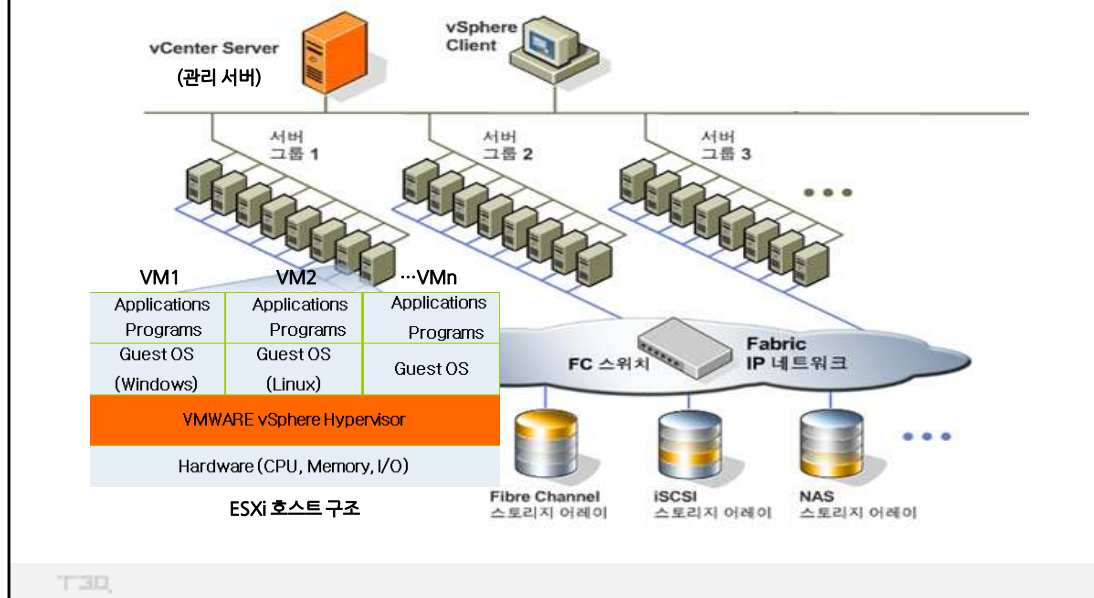 vCenter Server
(관리 서버)
vSphere
Client
서버
그룹 1
서버
그룹 2
서버
그룹 3
VM1
VM2
…VMn
Applications
Programs
Applications
Programs
Applications
Programs
Guest OS
(Windows)
Guest OS
(Linux)
Guest OS
VMWARE vSphere Hypervisor
Hardware (CPU, Memory, I/O)
ESXi 호스트 구조
FC 스위치
Fabric
IP 네트워크
Fibre Channel
스토리지 어레이
iSCSI
스토리지 어레이
NAS
스토리지 어레이
T3Q